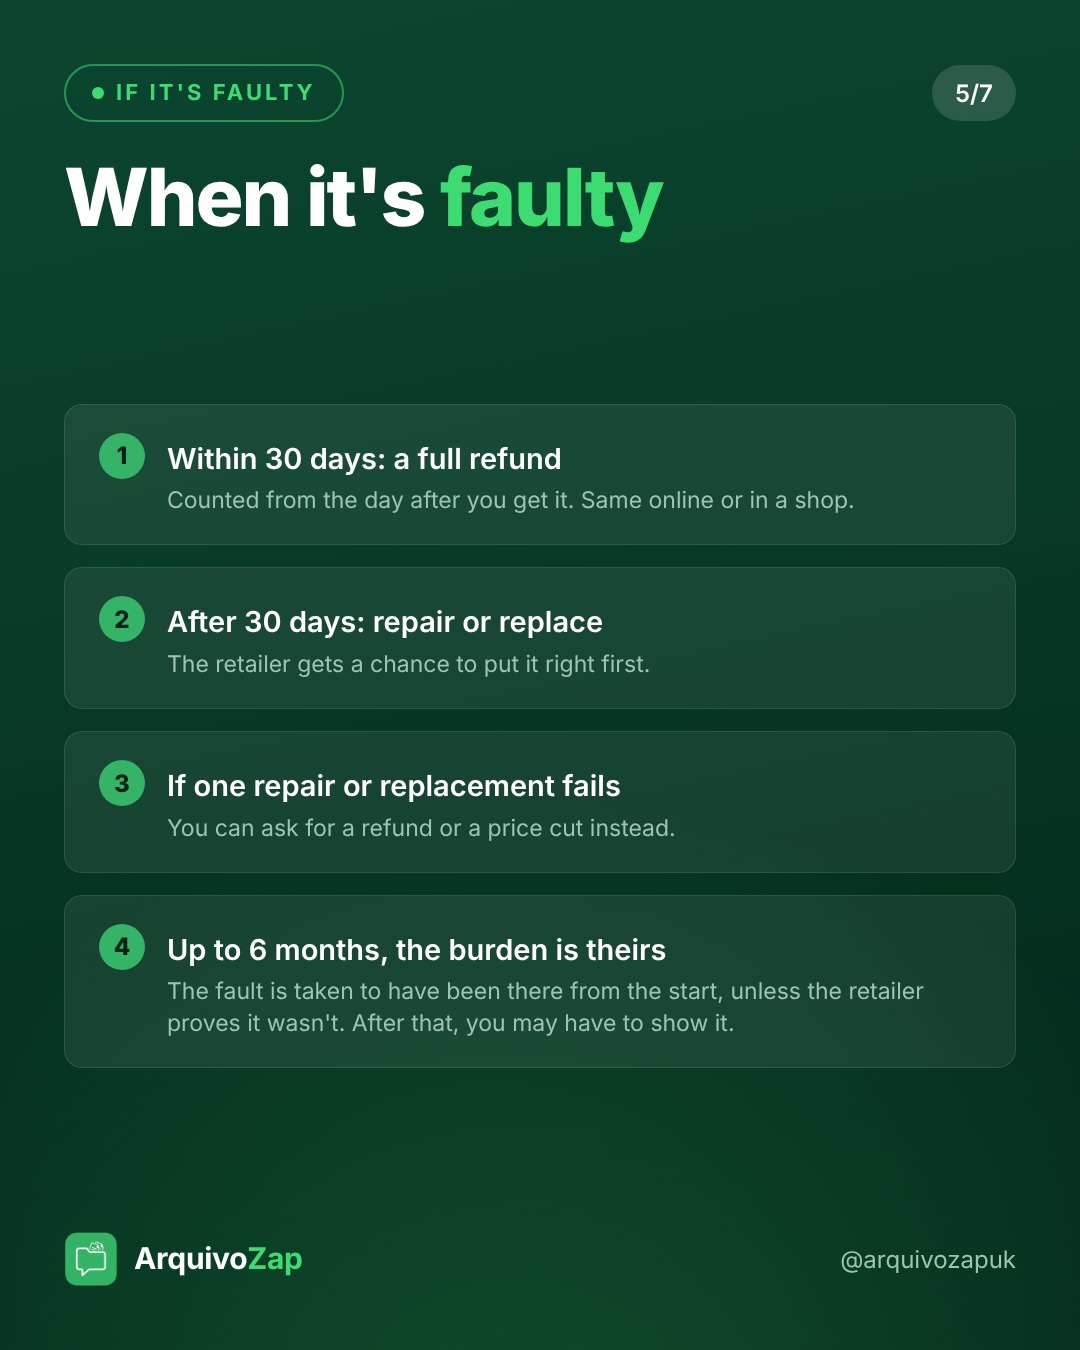 IF IT'S FAULTY
5/7
When it's faulty
1
Within 30 days: a full refund
Counted from the day after you get it. Same online or in a shop.
2
After 30 days: repair or replace
The retailer gets a chance to put it right first.
3
If one repair or replacement fails
You can ask for a refund or a price cut instead.
4
Up to 6 months, the burden is theirs
The fault is taken to have been there from the start, unless the retailer
proves it wasn't. After that, you may have to show it.
ArquivoZap
@arquivozapuk